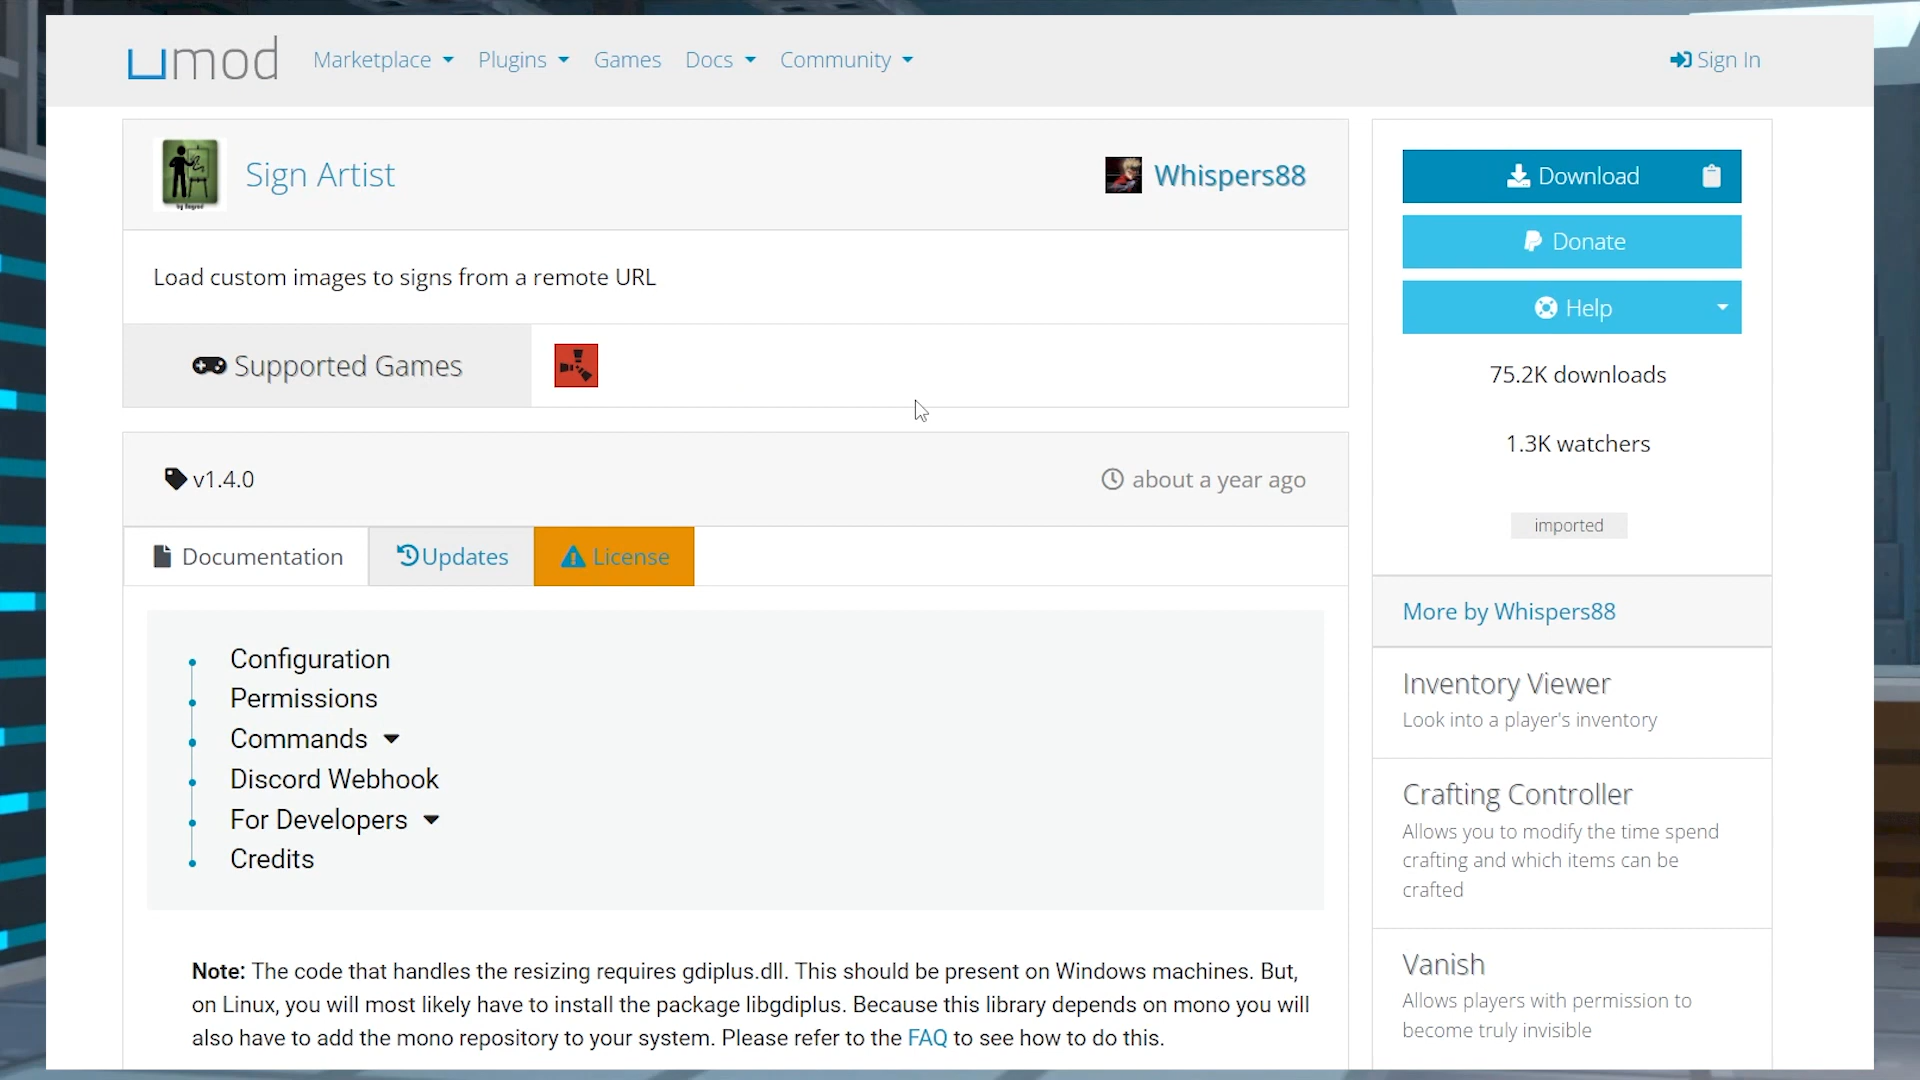 umod
Marketplace
Plugins
Games
Docs
Community
Sign In
Sign Artist
Whispers88
Load custom images to signs from a remote URL
Supported Games
v1.4.0
about a year ago
Documentation
Updates
License
Configuration
Permissions
Commands
Discord Webhook
For Developers
Credits
Note: The code that handles the resizing requires gdiplus.dll. This should be present on Windows machines. But,
on Linux, you will most likely have to install the package libgdiplus. Because this library depends on mono you will
also have to add the mono repository to your system. Please refer to the FAQ to see how to do this.
Download
Donate
Help
75.2K downloads
1.3K watchers
imported
More by Whispers88
Inventory Viewer
Look into a player's inventory
Crafting Controller
Allows you to modify the time spend
crafting and which items can be
crafted
Vanish
Allows players with permission to
become truly invisible